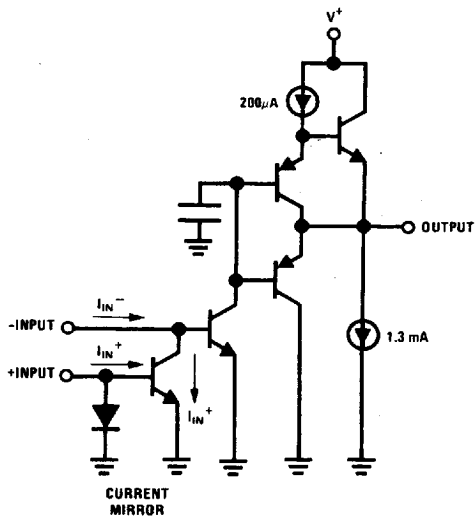 V+
200μA
OUTPUT
IIN-
-INPUT
1.3 mA
IIN+
+INPUT
IIN+
CURRENT
MIRROR